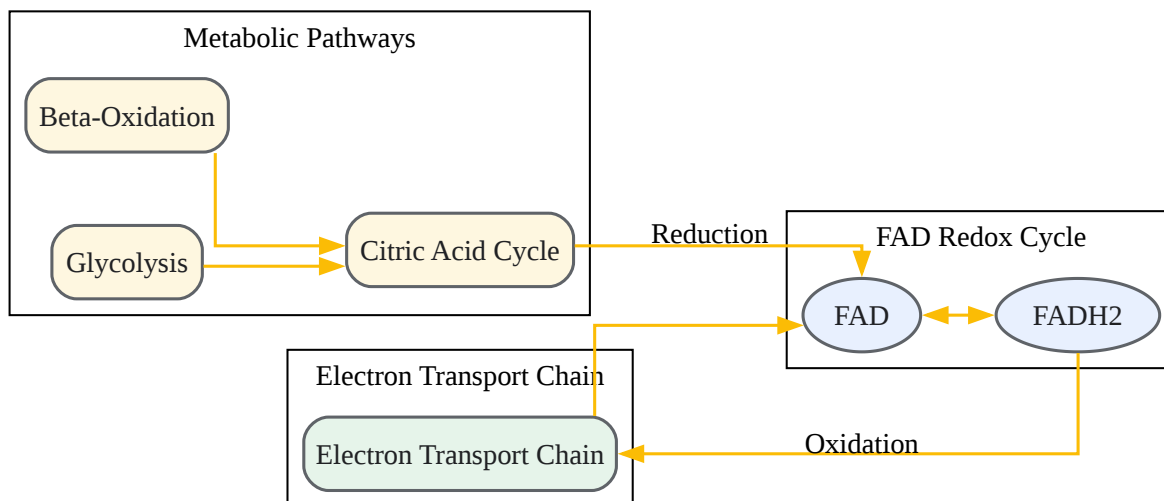 Metabolic Pathways
Beta-Oxidation
Glycolysis
Citric Acid Cycle
Reduction
FAD Redox Cycle
FAD
FADH2
Electron Transport Chain
Electron Transport Chain
Oxidation